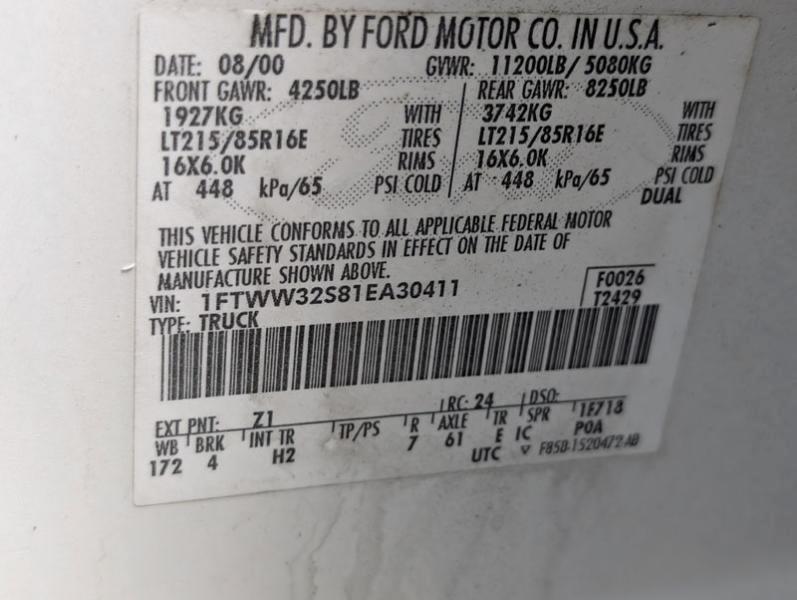 MFD. BY FORD MOTOR CO. IN U.S.A.
DATE: 08/00 GVWR: 11200LB/ 5080KG
FRONT GAWR: 4250LB REAR GAWR: 8250LB
1927KG WITH 3742KG WITH
LT215/85R16E TIRES LT215/85R16E TIRES
16X6.0K RIMS 16X6.0K RIMS
AT 448 kPa/65 PSI COLD AT 448 kPa/65 PSI COLD
DUAL
THIS VEHICLE CONFORMS TO ALL APPLICABLE FEDERAL MOTOR
VEHICLE SAFETY STANDARDS IN EFFECT ON THE DATE OF
MANUFACTURE SHOWN ABOVE.
VIN: 1FTWW32S81EA30411 F0026
TYPE: TRUCK T2429
EXT PNT: Z1 RC: 24 DSO:
WB BRK INT TR TP/PS R AXLE TR SPR 1E718
172 4 H2 7 61 E IC POA
UTC F85B-1520472-AB